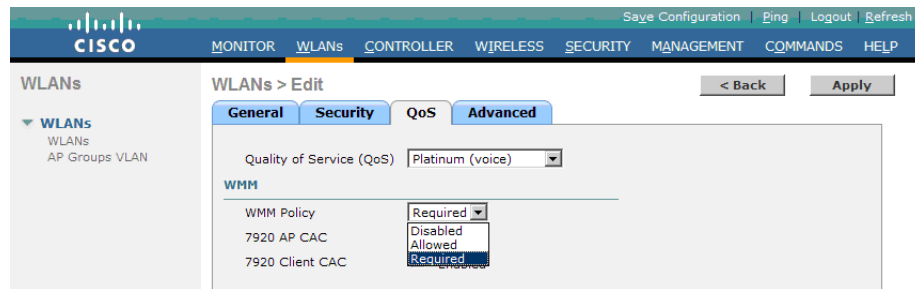 Save Configuration | Ping | Logout | Refresh
CISCO
MONITOR WLANs CONTROLLER WIRELESS SECURITY MANAGEMENT COMMANDS HELP
WLANs
WLANs
WLANs
AP Groups VLAN
WLANs > Edit
< Back
Apply
General Security QoS Advanced
Quality of Service (QoS) Platinum (voice)
WMM
WMM Policy Required
Disabled
Allowed
Required
7920 AP CAC
7920 Client CAC Enabled